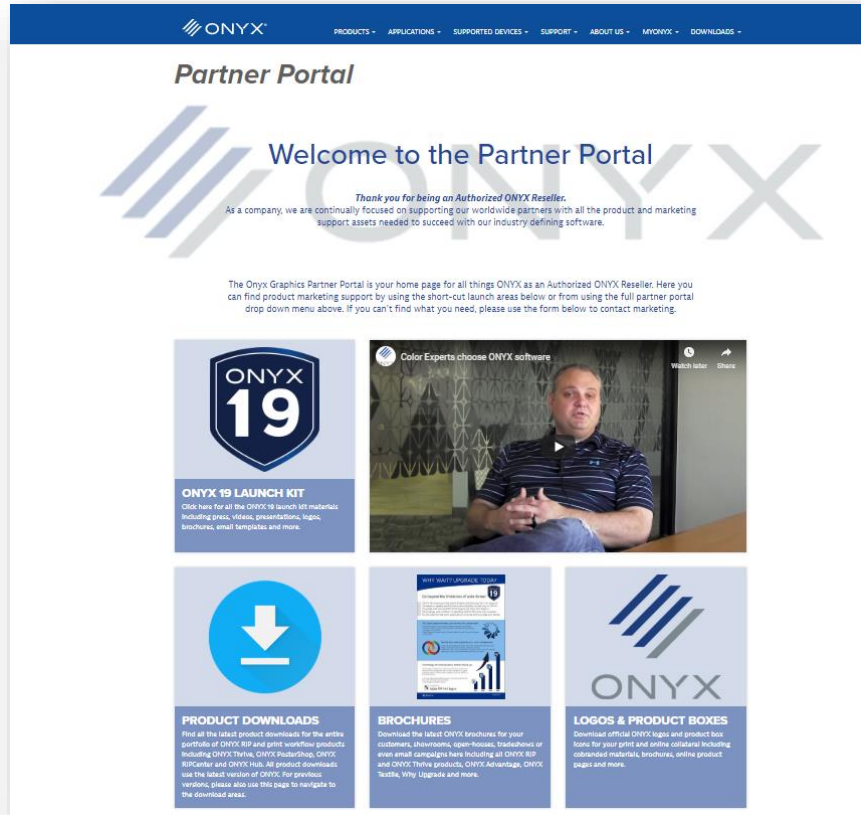 ONYX
PRODUCTS APPLICATIONS SUPPORTED DEVICES SUPPORT ABOUT US MYONYX DOWNLOADS
Partner Portal
ONYX
Welcome to the Partner Portal
Thank you for being an Authorized ONYX Reseller.
As a company, we are continually focused on supporting our worldwide partners with all the product and marketing
support assets needed to succeed with our industry defining software.
The Onyx Graphics Partner Portal is your home page for all things ONYX as an Authorized ONYX Reseller. Here you
can find product marketing support by using the short-cut launch areas below or from using the full partner portal
drop down menu above. If you can't find what you need, please use the form below to contact marketing.
ONYX
19
ONYX 19 LAUNCH KIT
Click here for all the ONYX 19 launch kit materials
including press, videos, presentations, logos,
brochures, email templates and more.
Color Experts choose ONYX software
Watch later Share
PRODUCT DOWNLOADS
Find all the latest product downloads for the entire
portfolio of ONYX RIP and print workflow products
including ONYX Thrive, ONYX PosterShop, ONYX
RIPCenter and ONYX Hub. All product downloads
use the latest version of ONYX. For previous
versions, please also use this page to navigate to
the download areas.
WHY WAIT? UPGRADE TODAY
19
BROCHURES
Download the latest ONYX brochures for your
customers, showrooms, open-houses, tradeshows or
even email campaigns here including all ONYX RIP
and ONYX Thrive products, ONYX Advantage, ONYX
Textile, Why Upgrade and more.
ONYX
LOGOS & PRODUCT BOXES
Download official ONYX logos and product box
icons for your print and online collateral including
cobranded materials, brochures, online product
pages and more.